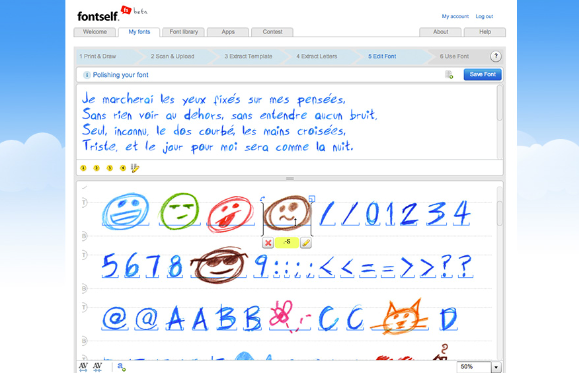 fontself. beta
My account Log out
Welcome My fonts Font library Apps Contest About Help
1 Print & Draw 2 Scan & Upload 3 Extract Template 4 Extract Letters 5 Edit Font 6 Use Font ?
Polishing your font Save Font
Je marcherai les yeux fixés sur mes pensées,
Sans rien voir au dehors, sans entendre aucun bruit,
Seul, inconnu, le dos courbé, les mains croisées,
Triste, et le jour pour moi sera comme la nuit.
/ / 0 1 2 3 4
:-S
5 6 7 8 9 : : ; ; < < = = > > ? ?
@ @ A A B B C C D
50%